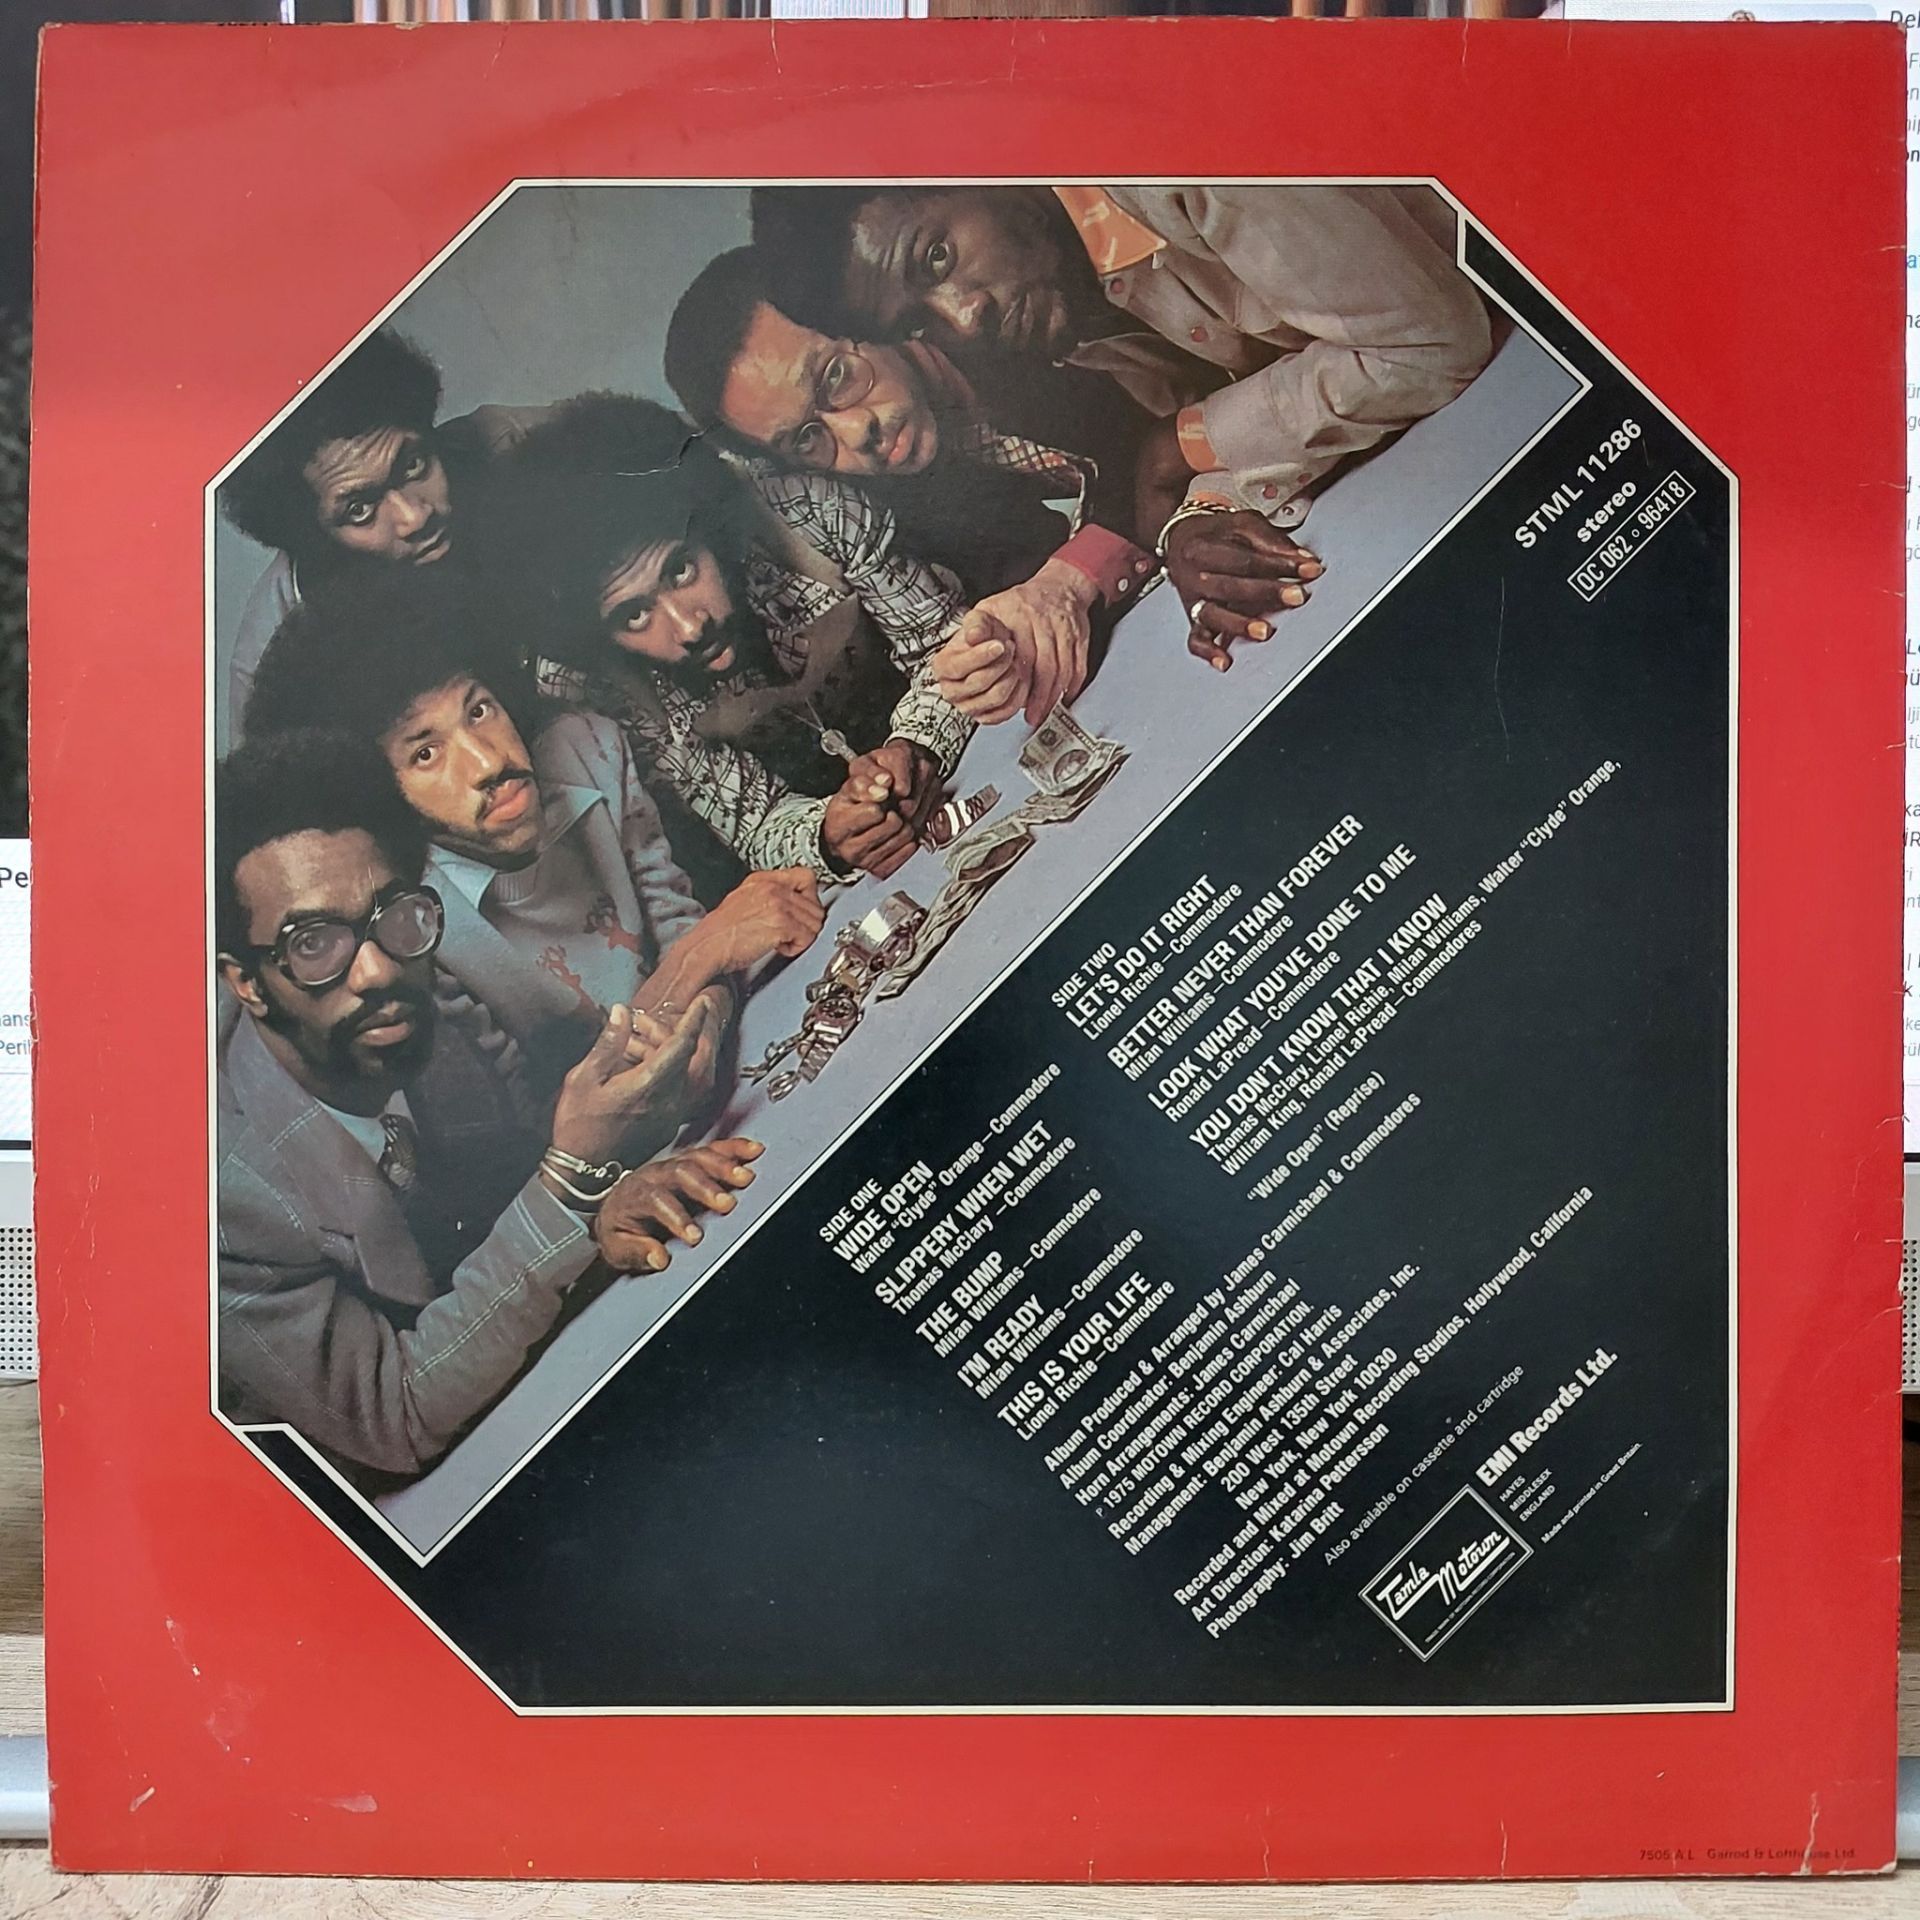 STML 11286
stereo
OC 062 ○ 96418
SIDE ONE
WIDE OPEN
Walter "Clyde" Orange—Commodore
SLIPPERY WHEN WET
Thomas McClary —Commodore
THE BUMP
Milan Williams—Commodore
I'M READY
Milan Williams—Commodore
THIS IS YOUR LIFE
Lionel Richie—Commodore
SIDE TWO
LET'S DO IT RIGHT
Lionel Richie —Commodore
BETTER NEVER THAN FOREVER
Milan Williams—Commodore
LOOK WHAT YOU'VE DONE TO ME
Ronald LaPread—Commodore
YOU DON'T KNOW THAT I KNOW
Thomas McClary, Lionel Richie, Milan Williams, Walter "Clyde" Orange,
William King, Ronald LaPread—Commodores
"Wide Open" (Reprise)
Album Produced & Arranged by James Carmichael & Commodores
Album Coordinator: Benjamin Ashburn
Horn Arrangements: James Carmichael
℗ 1975 MOTOWN RECORD CORPORATION.
Recording & Mixing Engineer: Cal Harris
Management: Benjamin Ashburn & Associates, Inc.
200 West 135th Street
New York, New York 10030
Recorded and Mixed at Motown Recording Studios, Hollywood, California
Art Direction: Katarina Pettersson
Photography: Jim Britt
Also available on cassette and cartridge
Tamla Motown
EMI Records Ltd.
HAYES
MIDDLESEX
ENGLAND
Made and printed in Great Britain.
7505 A.L. Garrod & Lofthouse Ltd.